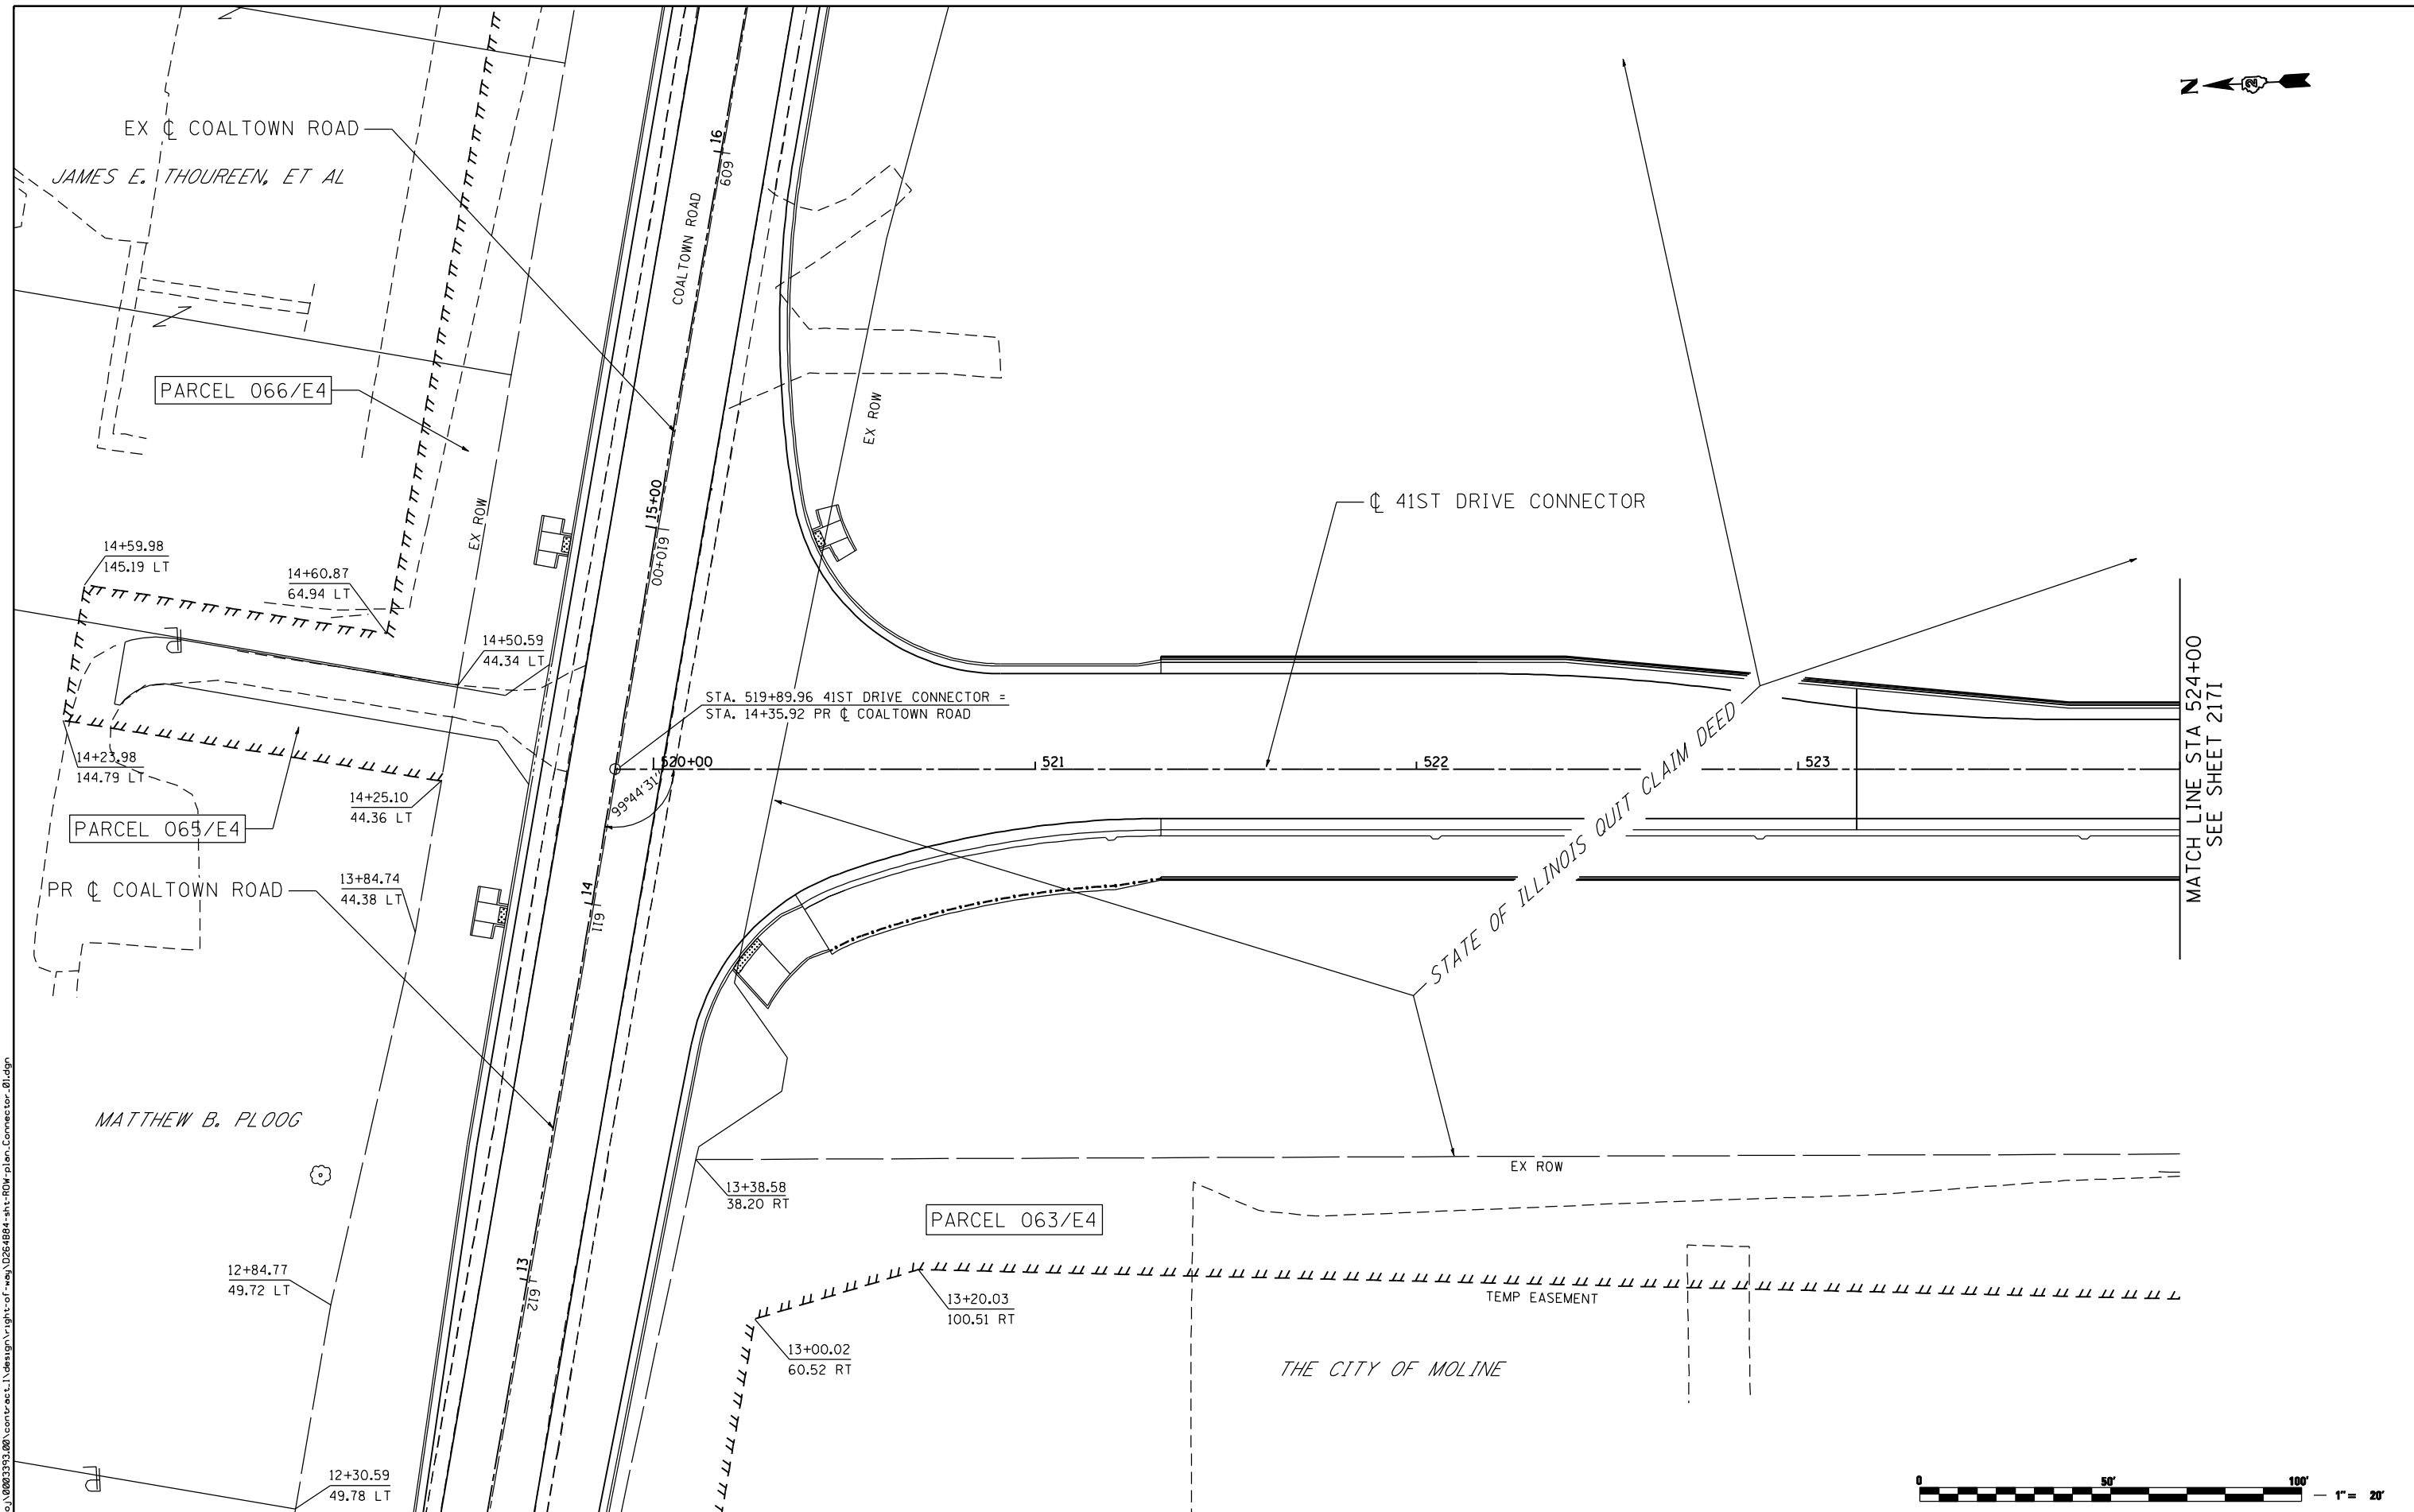 N
EX ℄ COALTOWN ROAD
JAMES E. THOUREEN, ET AL
16
609
COALTOWN ROAD
PARCEL 066/E4
EX ROW
EX ROW
15+00
610+00
℄ 41ST DRIVE CONNECTOR
14+59.98
145.19 LT
14+60.87
64.94 LT
14+50.59
44.34 LT
STA. 519+89.96 41ST DRIVE CONNECTOR =
STA. 14+35.92 PR ℄ COALTOWN ROAD
520+00
521
522
523
99°44'31"
STATE OF ILLINOIS QUIT CLAIM DEED
MATCH LINE STA 524+00
SEE SHEET 217I
14+23.98
144.79 LT
14+25.10
44.36 LT
PARCEL 065/E4
PR ℄ COALTOWN ROAD
13+84.74
44.38 LT
14
611
MATTHEW B. PLOOG
13+38.58
38.20 RT
EX ROW
PARCEL 063/E4
13
612
12+84.77
49.72 LT
13+20.03
100.51 RT
TEMP EASEMENT
13+00.02
60.52 RT
THE CITY OF MOLINE
12+30.59
49.78 LT
0 50' 100'
1" = 20'